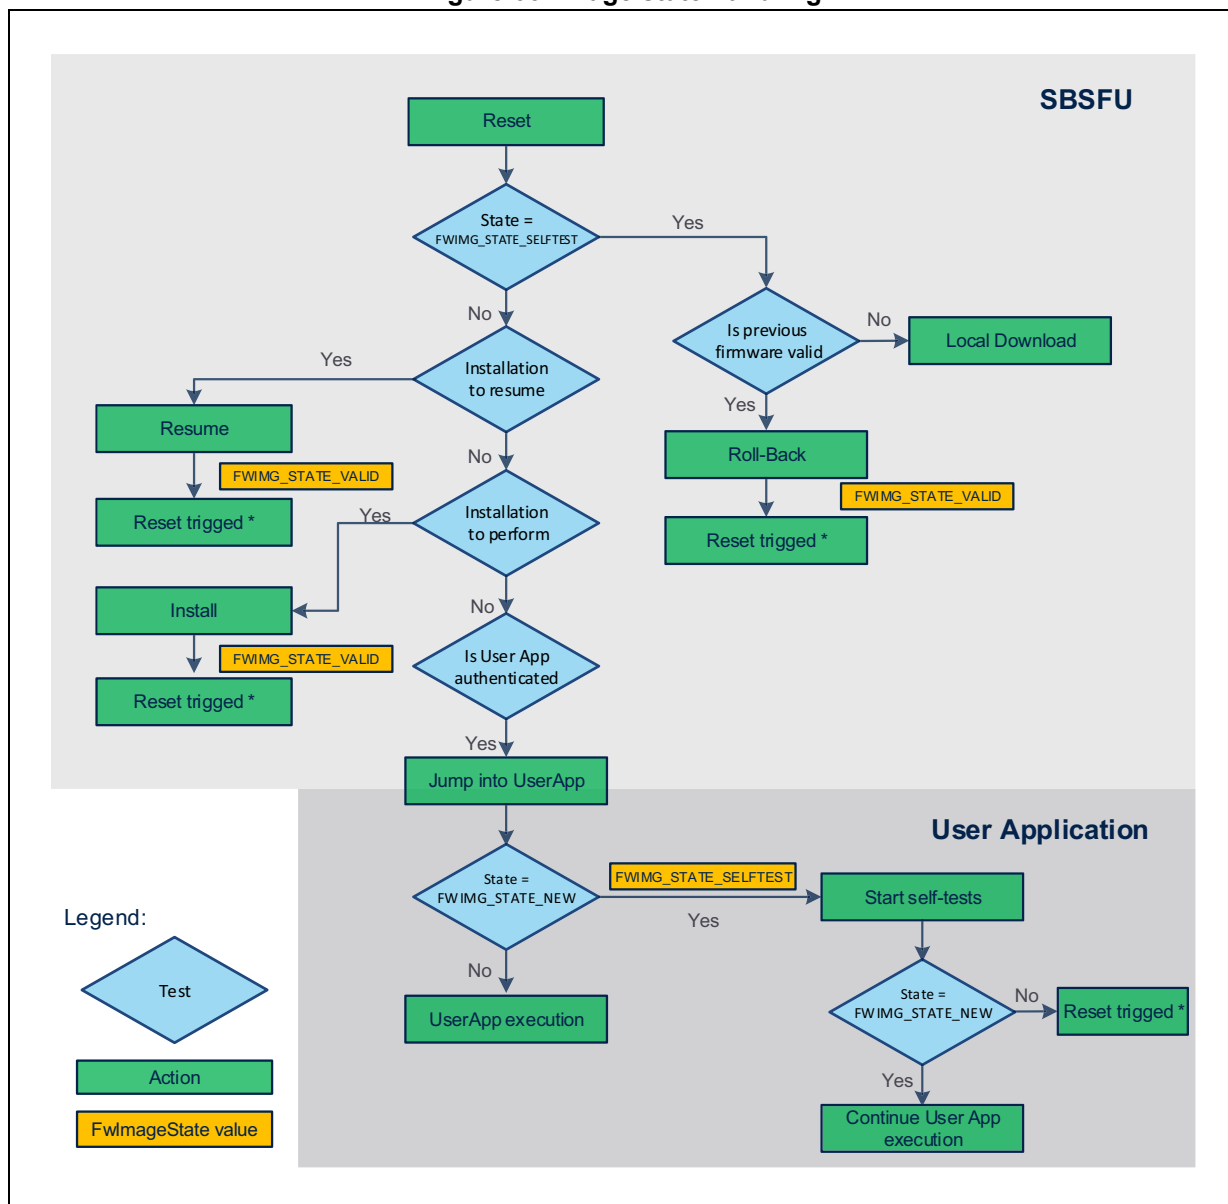 SBSFU
Reset
State =
FWIMG_STATE_SELFTEST
Yes
No
Is previous
firmware valid
No
Local Download
Yes
Installation
to resume
Resume
Yes
FWIMG_STATE_VALID
No
Roll-Back
FWIMG_STATE_VALID
Reset trigged *
Yes
Installation
to perform
Reset trigged *
Install
No
FWIMG_STATE_VALID
Is User App
authenticated
Reset trigged *
Yes
Jump into UserApp
User Application
State =
FWIMG_STATE_NEW
FWIMG_STATE_SELFTEST
Yes
Start self-tests
No
UserApp execution
State =
FWIMG_STATE_NEW
No
Reset trigged *
Yes
Continue User App
execution
Legend:
Test
Action
FwImageState value